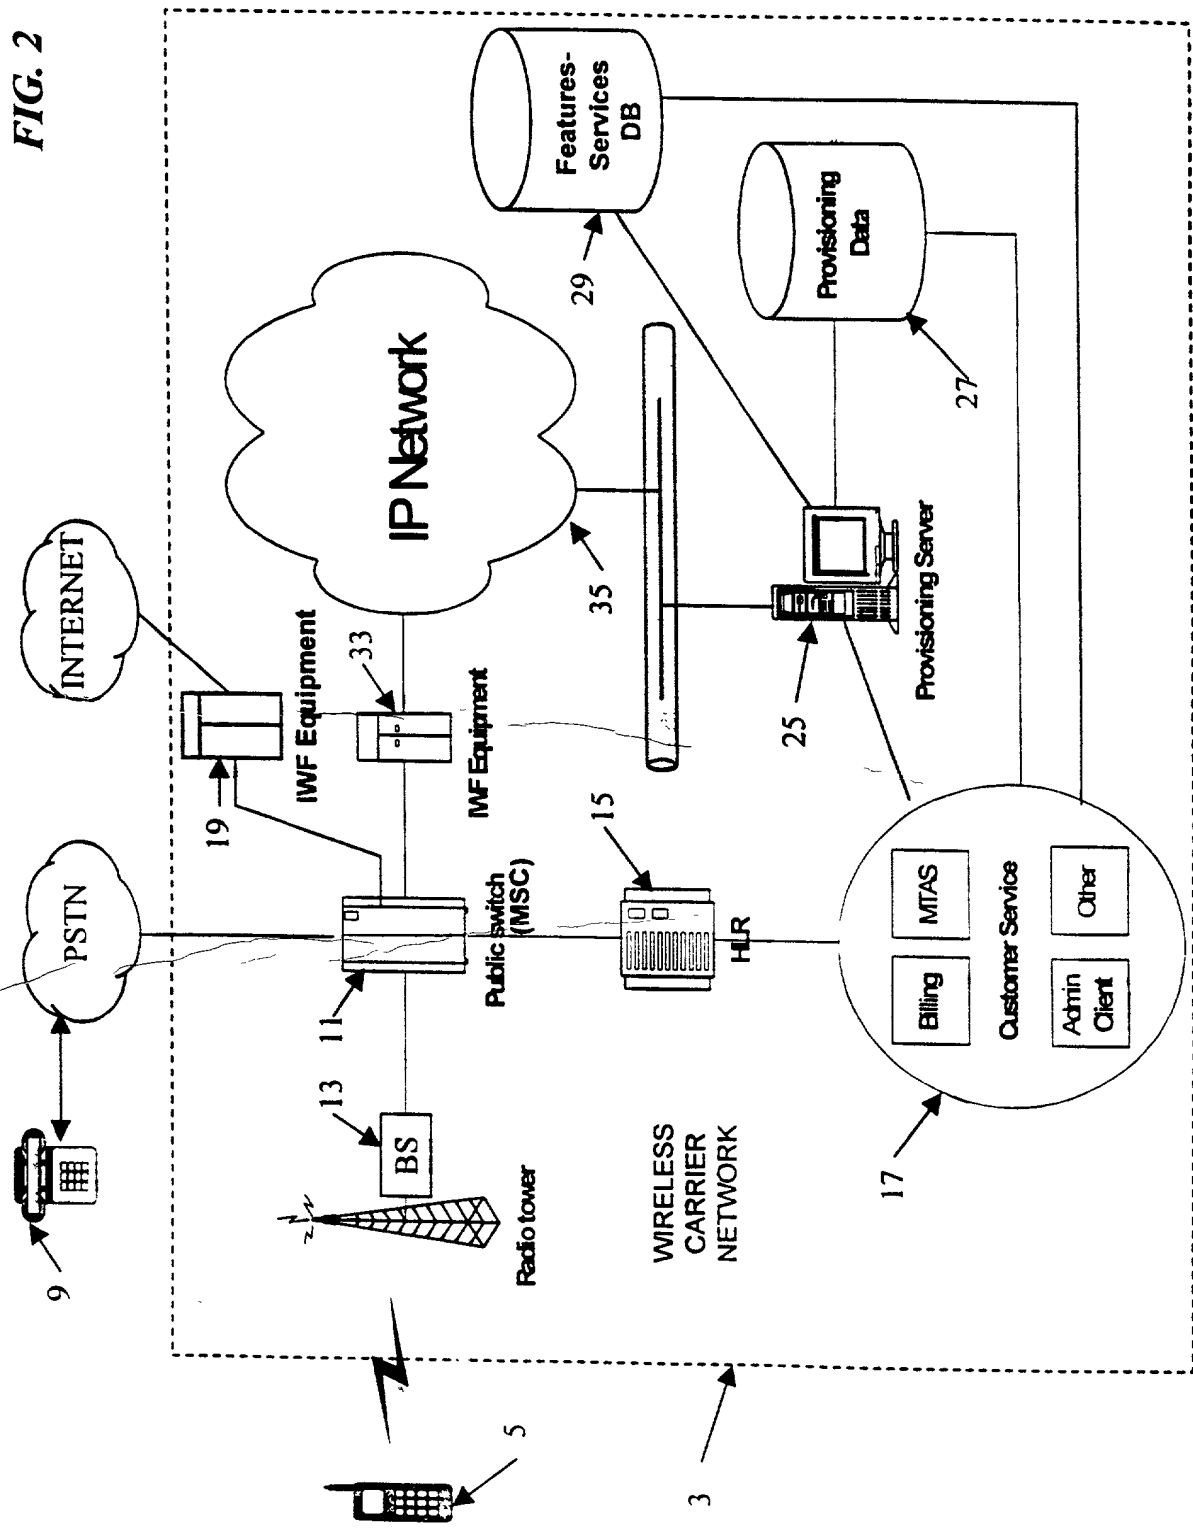 FIG. 2
9
PSTN
INTERNET
19
IWF Equipment
5
Radio tower
13
BS
11
Public switch
(MSC)
33
IWF Equipment
IP Network
35
29
Features-
Services
DB
3
WIRELESS
CARRIER
NETWORK
15
HLR
25
Provisioning Server
27
Provisioning
Data
17
Billing
MTAS
Customer Service
Admin
Client
Other